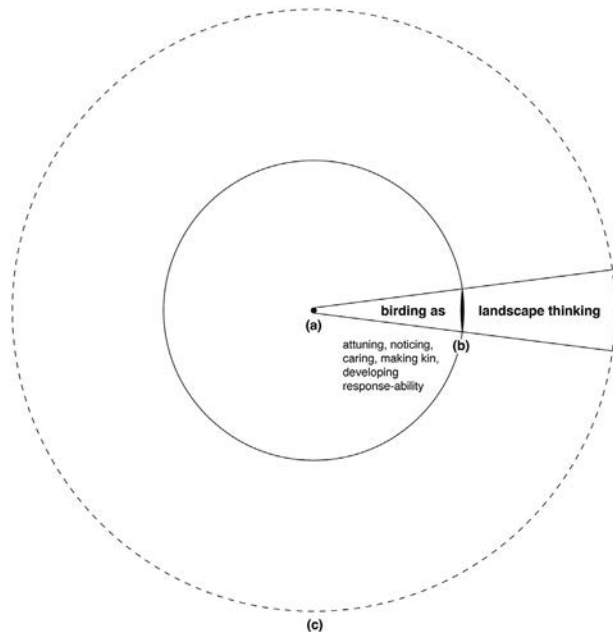 birding as
landscape thinking
(a)
(b)
attuning, noticing,
caring, making kin,
developing
response-ability
(c)